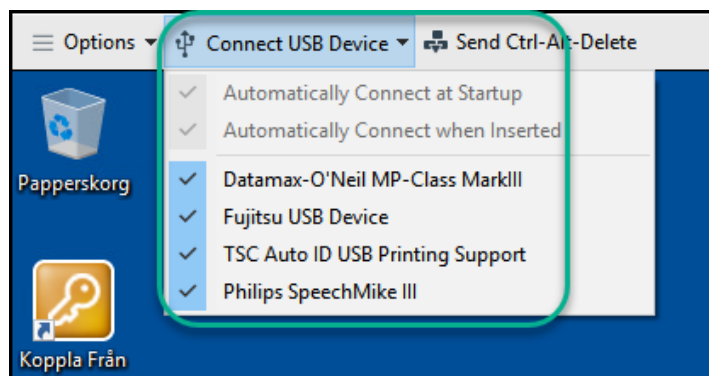 Options
Connect USB Device
Send Ctrl-Alt-Delete
Automatically Connect at Startup
Automatically Connect when Inserted
Datamax-O'Neil MP-Class MarkIII
Fujitsu USB Device
TSC Auto ID USB Printing Support
Philips SpeechMike III
Papperskorg
Koppla Från